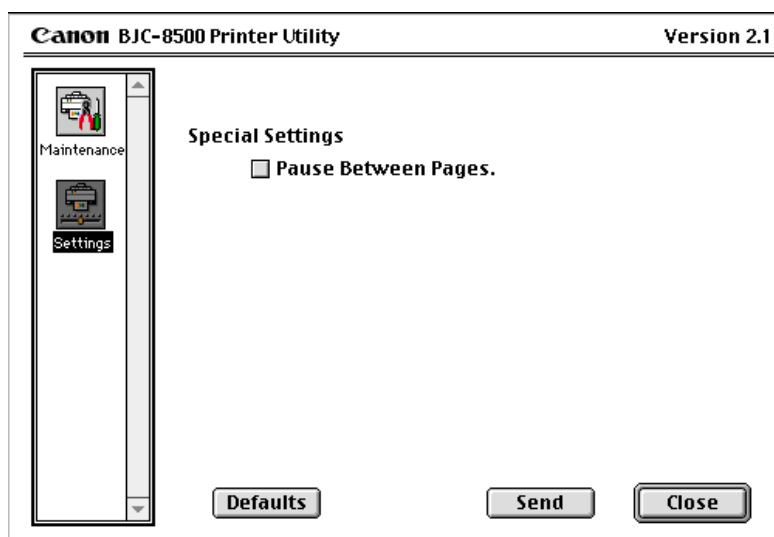 Canon BJC-8500 Printer Utility Version 2.1
Maintenance
Settings
Special Settings
Pause Between Pages.
Defaults Send Close